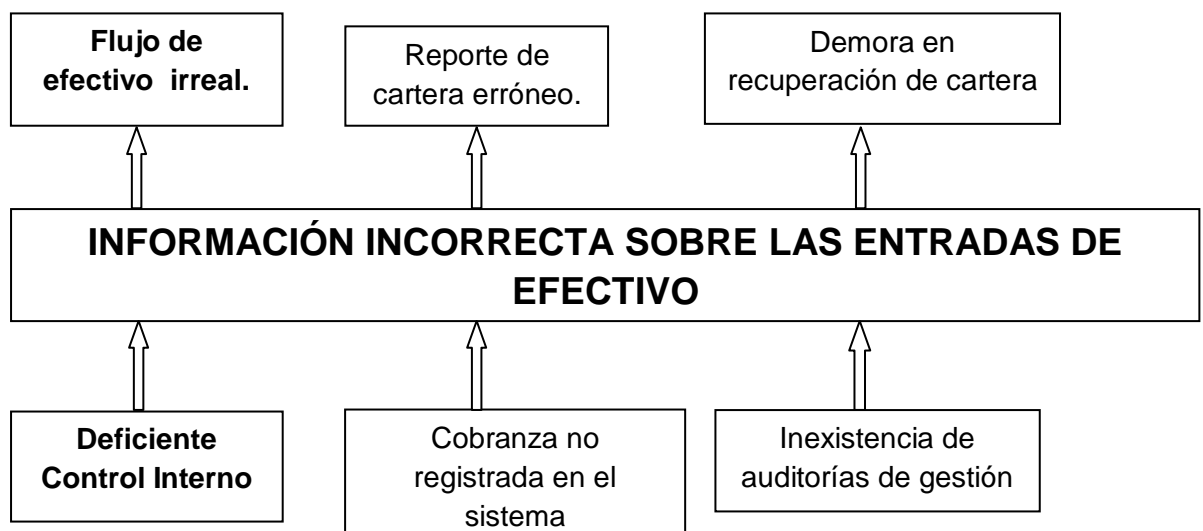 Flujo de
efectivo irreal.
Reporte de
cartera erróneo.
Demora en
recuperación de cartera
INFORMACIÓN INCORRECTA SOBRE LAS ENTRADAS DE
EFECTIVO
Deficiente
Control Interno
Cobranza no
registrada en el
sistema
Inexistencia de
auditorías de gestión